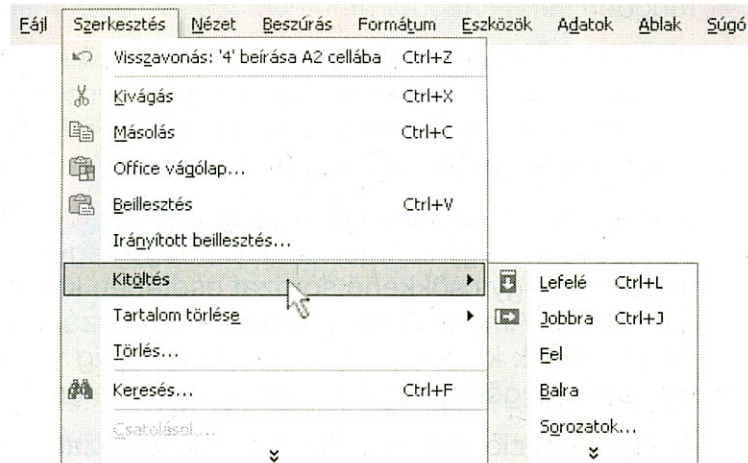 Fájl Szerkesztés Nézet Beszúrás Formátum Eszközök Adatok Ablak Súgó
Visszavonás: '4' beírása A2 cellába Ctrl+Z
Kivágás Ctrl+X
Másolás Ctrl+C
Office vágólap...
Beillesztés Ctrl+V
Irányított beillesztés...
Kitöltés
Tartalom törlése
Törlés...
Keresés... Ctrl+F
Csatolások...
Lefelé Ctrl+L
Jobbra Ctrl+J
Fel
Balra
Sorozatok...